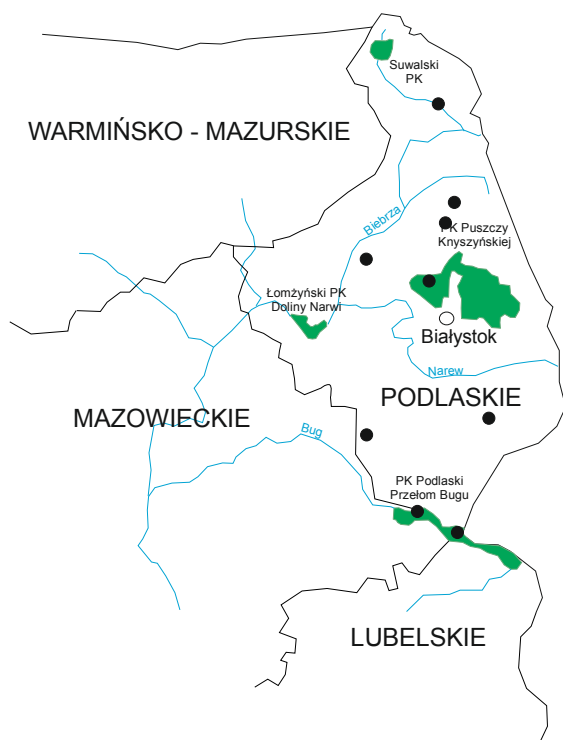 Suwalski
PK
WARMIŃSKO - MAZURSKIE
Biebrza
PK Puszczy
Knyszyńskiej
Łomżyński PK
Doliny Narwi
Białystok
Narew
PODLASKIE
MAZOWIECKIE
Bug
PK Podlaski
Przełom Bugu
LUBELSKIE